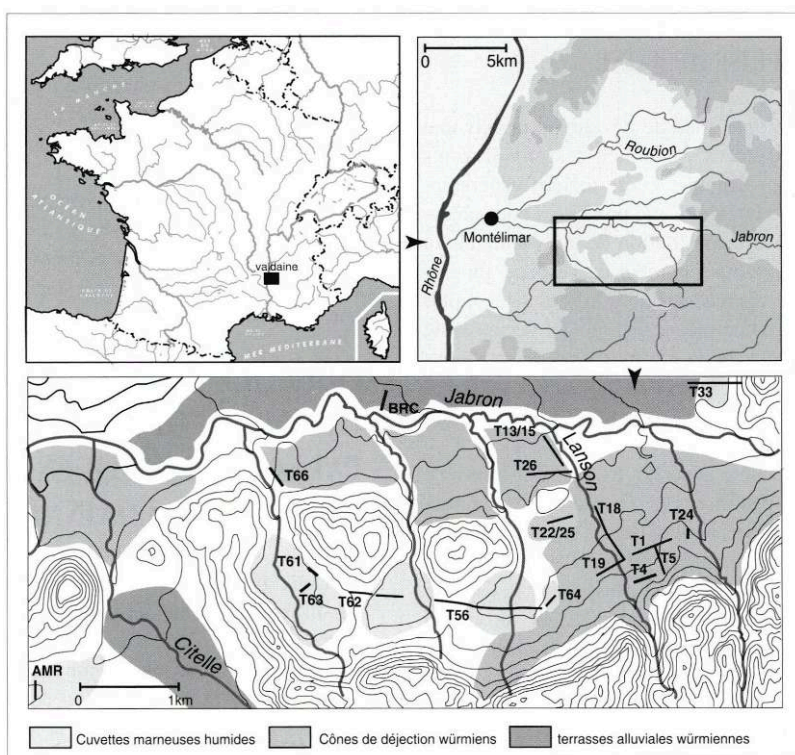 LA MANCHE
OCÉAN
ATLANTIQUE
valdaine
MER MEDITERRANE
0 5km
Roubion
Montélimar
Jabron
Rhône
Jabron
BRC
T33
T13/15
Lanson
T66
T26
T18
T24
T22/25
T1
T61
T19
T5
T4
T63
T62
T64
T56
Citelle
AMR
0 1km
Cuvettes marneuses humides
Cônes de déjection würmiens
terrasses alluviales würmiennes